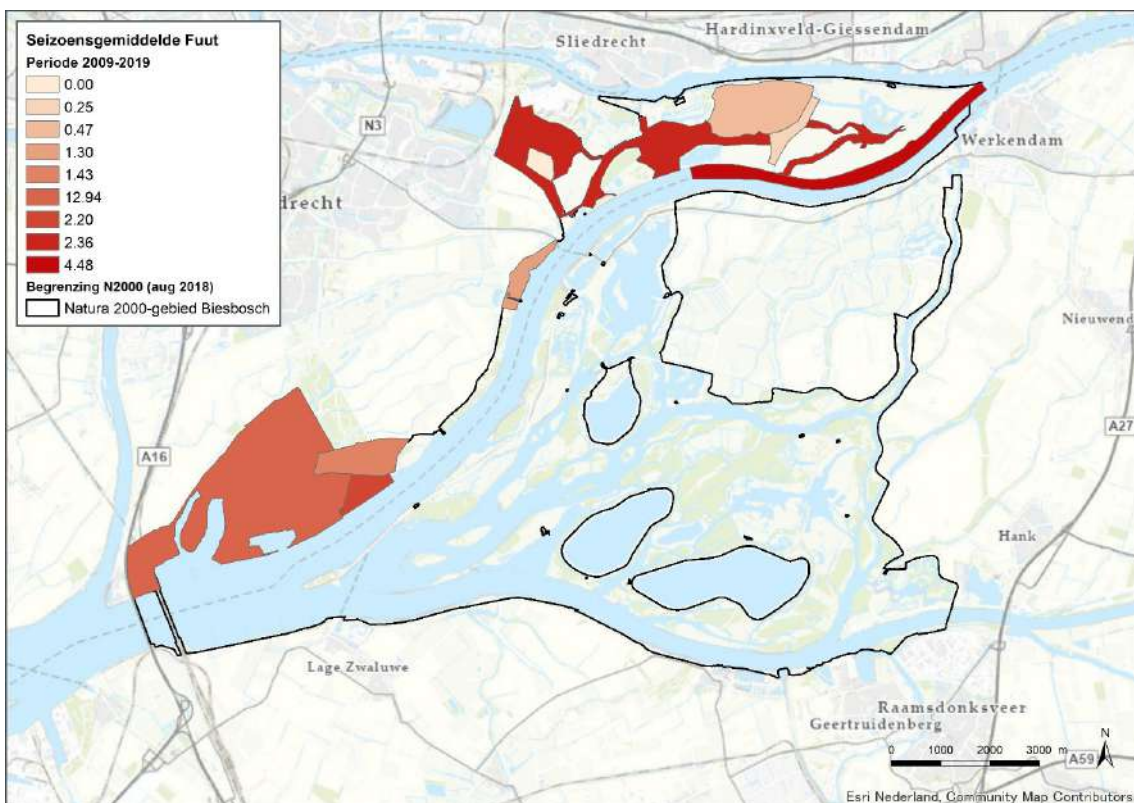 Seizoensgemiddelde Fuut
Periode 2009-2019
0.00
0.25
0.47
1.30
1.43
12.94
2.20
2.36
4.48
Begrenzing N2000 (aug 2018)
Natura 2000-gebied Biesbosch
Sliedrecht
Hardinxveld-Giessendam
N3
Werkendam
drecht
Nieuwend
A27
A16
Hank
Lage Zwaluwe
Raamsdonksveer
Geertruidenberg
N
0 1000 2000 3000 m
A59
Esri Nederland, Community Map Contributors